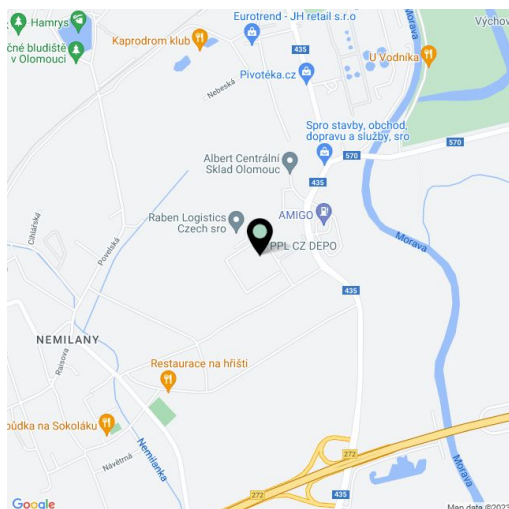 Hamrys
Eurotrend - JH retail s.r.o
Výchov
Kaprodrom klub
čné bludiště
v Olomouci
U Vodníka
Pivotéka.cz
Nebeská
Spro stavby, obchod,
dopravu a služby, sro
570
570
Albert Centrální
Sklad Olomouc
435
Cihlářská
Povelská
Raben Logistics
Czech sro
AMIGO
Morava
PPL CZ DEPO
435
NEMILANY
Raisova
Restaurace na hřišti
435
ůdka na Sokoláku
Nemilanka
Návětrná
272
272
435
Morava
Google
Map data ©202